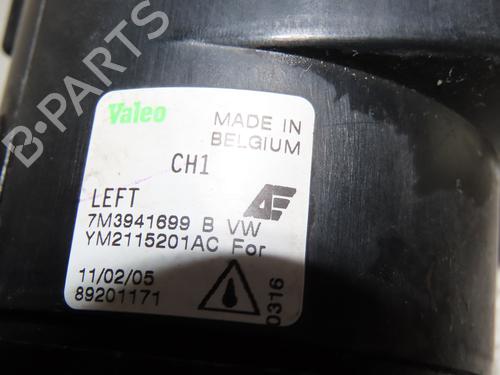 B-PARTS
Valeo
MADE IN
BELGIUM
CH1
LEFT
7M3941699 B VW
YM2115201AC For
11/02/05
89201171
0316